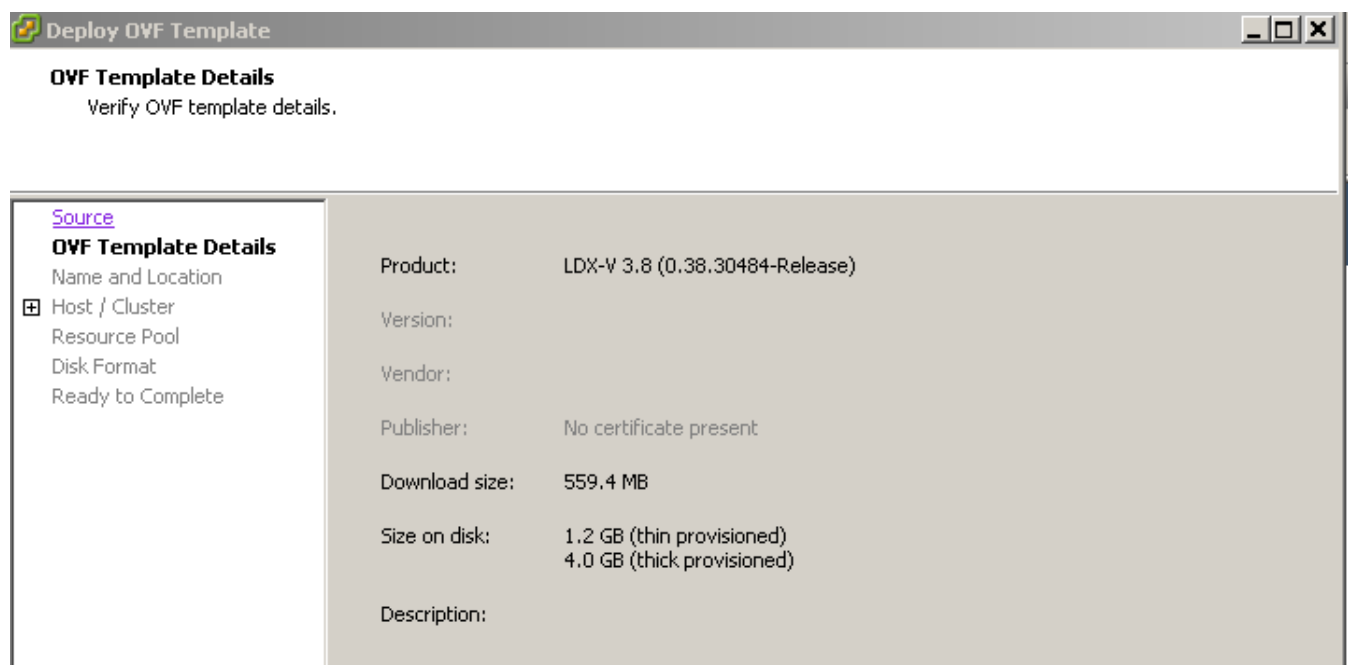 Deploy OVF Template
OVF Template Details
Verify OVF template details.
Source
OVF Template Details
Name and Location
Host / Cluster
Resource Pool
Disk Format
Ready to Complete
Product: LDX-V 3.8 (0.38.30484-Release)
Version:
Vendor:
Publisher: No certificate present
Download size: 559.4 MB
Size on disk: 1.2 GB (thin provisioned)
4.0 GB (thick provisioned)
Description: